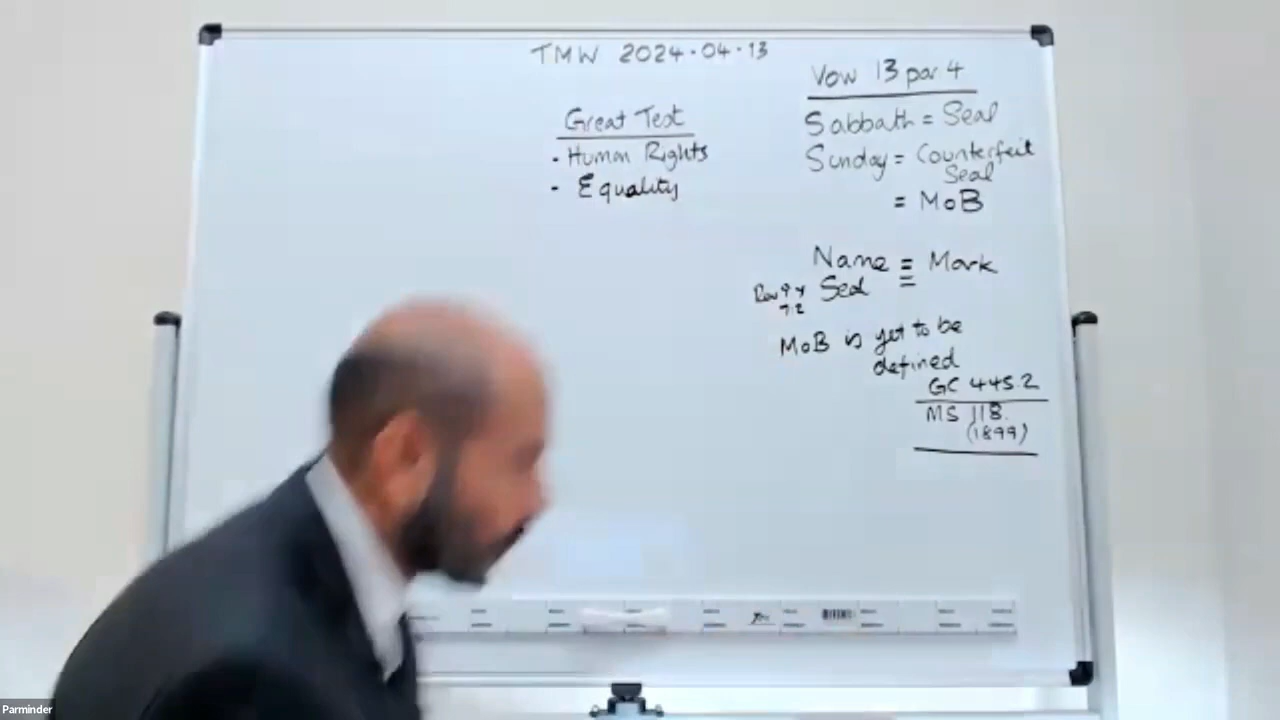 TMW 2024.04.13
Great Test
• Human Rights
• Equality
VOW 13 par 4
Sabbath = Seal
Sunday = Counterfeit
Seal
= MoB
Name = Mark
Seal
MoB is yet to be
defined
GC 445.2
MS 118.
(1899)
Parminder